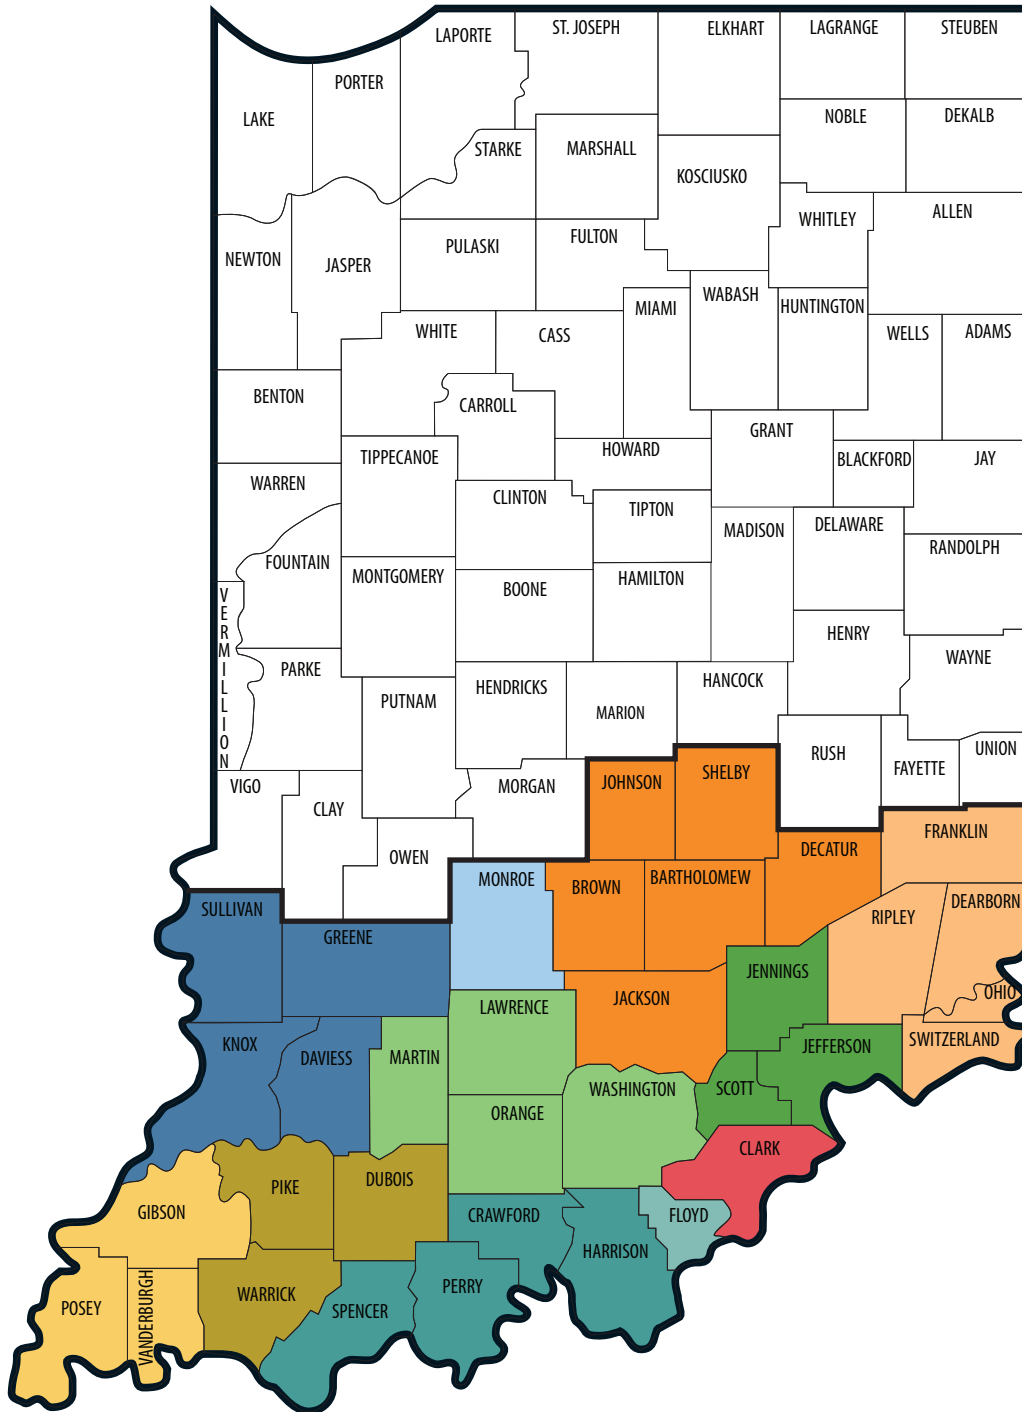 LAPORTE
ST. JOSEPH
ELKHART
LAGRANGE
STEUBEN
PORTER
LAKE
NOBLE
DEKALB
STARKE
MARSHALL
KOSCIUSKO
WHITLEY
ALLEN
NEWTON
JASPER
PULASKI
FULTON
MIAMI
WABASH
HUNTINGTON
WHITE
CASS
WELLS
ADAMS
BENTON
CARROLL
GRANT
TIPPECANOE
HOWARD
BLACKFORD
JAY
WARREN
CLINTON
TIPTON
MADISON
DELAWARE
FOUNTAIN
MONTGOMERY
BOONE
HAMILTON
RANDOLPH
VERMILLION
HENRY
PARKE
PUTNAM
HENDRICKS
MARION
HANCOCK
WAYNE
RUSH
FAYETTE
UNION
VIGO
CLAY
MORGAN
JOHNSON
SHELBY
OWEN
MONROE
BROWN
BARTHOLOMEW
DECATUR
FRANKLIN
SULLIVAN
GREENE
RIPLEY
DEARBORN
JENNINGS
OHIO
LAWRENCE
JACKSON
KNOX
DAVIESS
MARTIN
WASHINGTON
SCOTT
JEFFERSON
SWITZERLAND
ORANGE
CLARK
GIBSON
PIKE
DUBOIS
CRAWFORD
FLOYD
HARRISON
POSEY
VANDERBURGH
WARRICK
SPENCER
PERRY